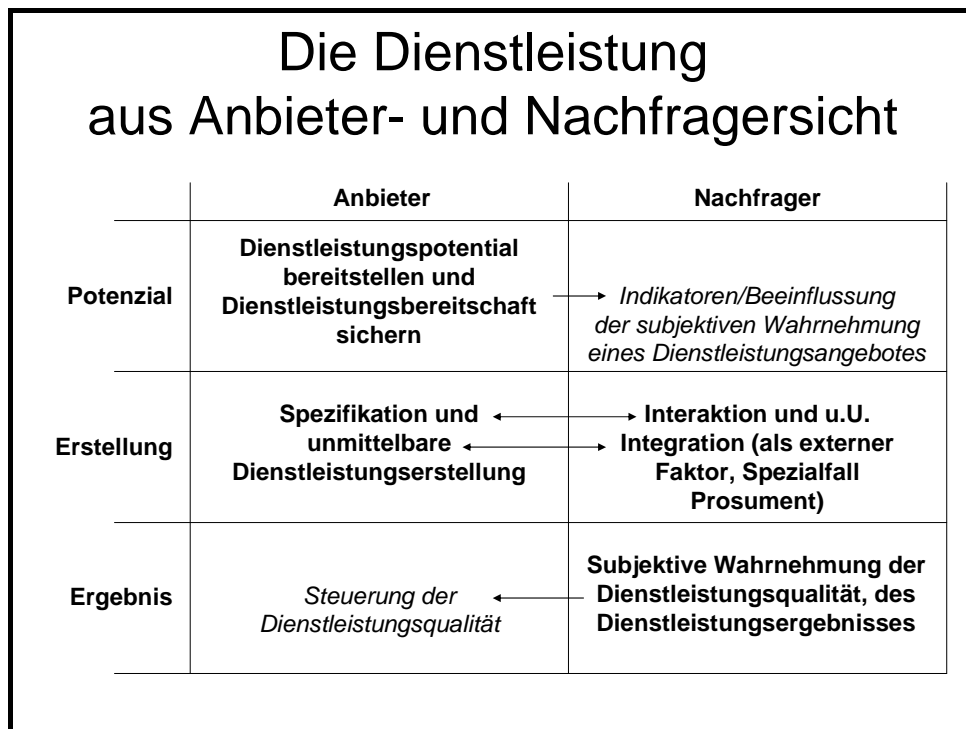 Die Dienstleistung
aus Anbieter- und Nachfragersicht
Anbieter
Nachfrager
Potenzial
Dienstleistungspotential
bereitstellen und
Dienstleistungsbereitschaft
sichern
Indikatoren/Beeinflussung
der subjektiven Wahrnehmung
eines Dienstleistungsangebotes
Erstellung
Spezifikation und
unmittelbare
Dienstleistungserstellung
Interaktion und u.U.
Integration (als externer
Faktor, Spezialfall
Prosument)
Ergebnis
Steuerung der
Dienstleistungsqualität
Subjektive Wahrnehmung der
Dienstleistungsqualität, des
Dienstleistungsergebnisses